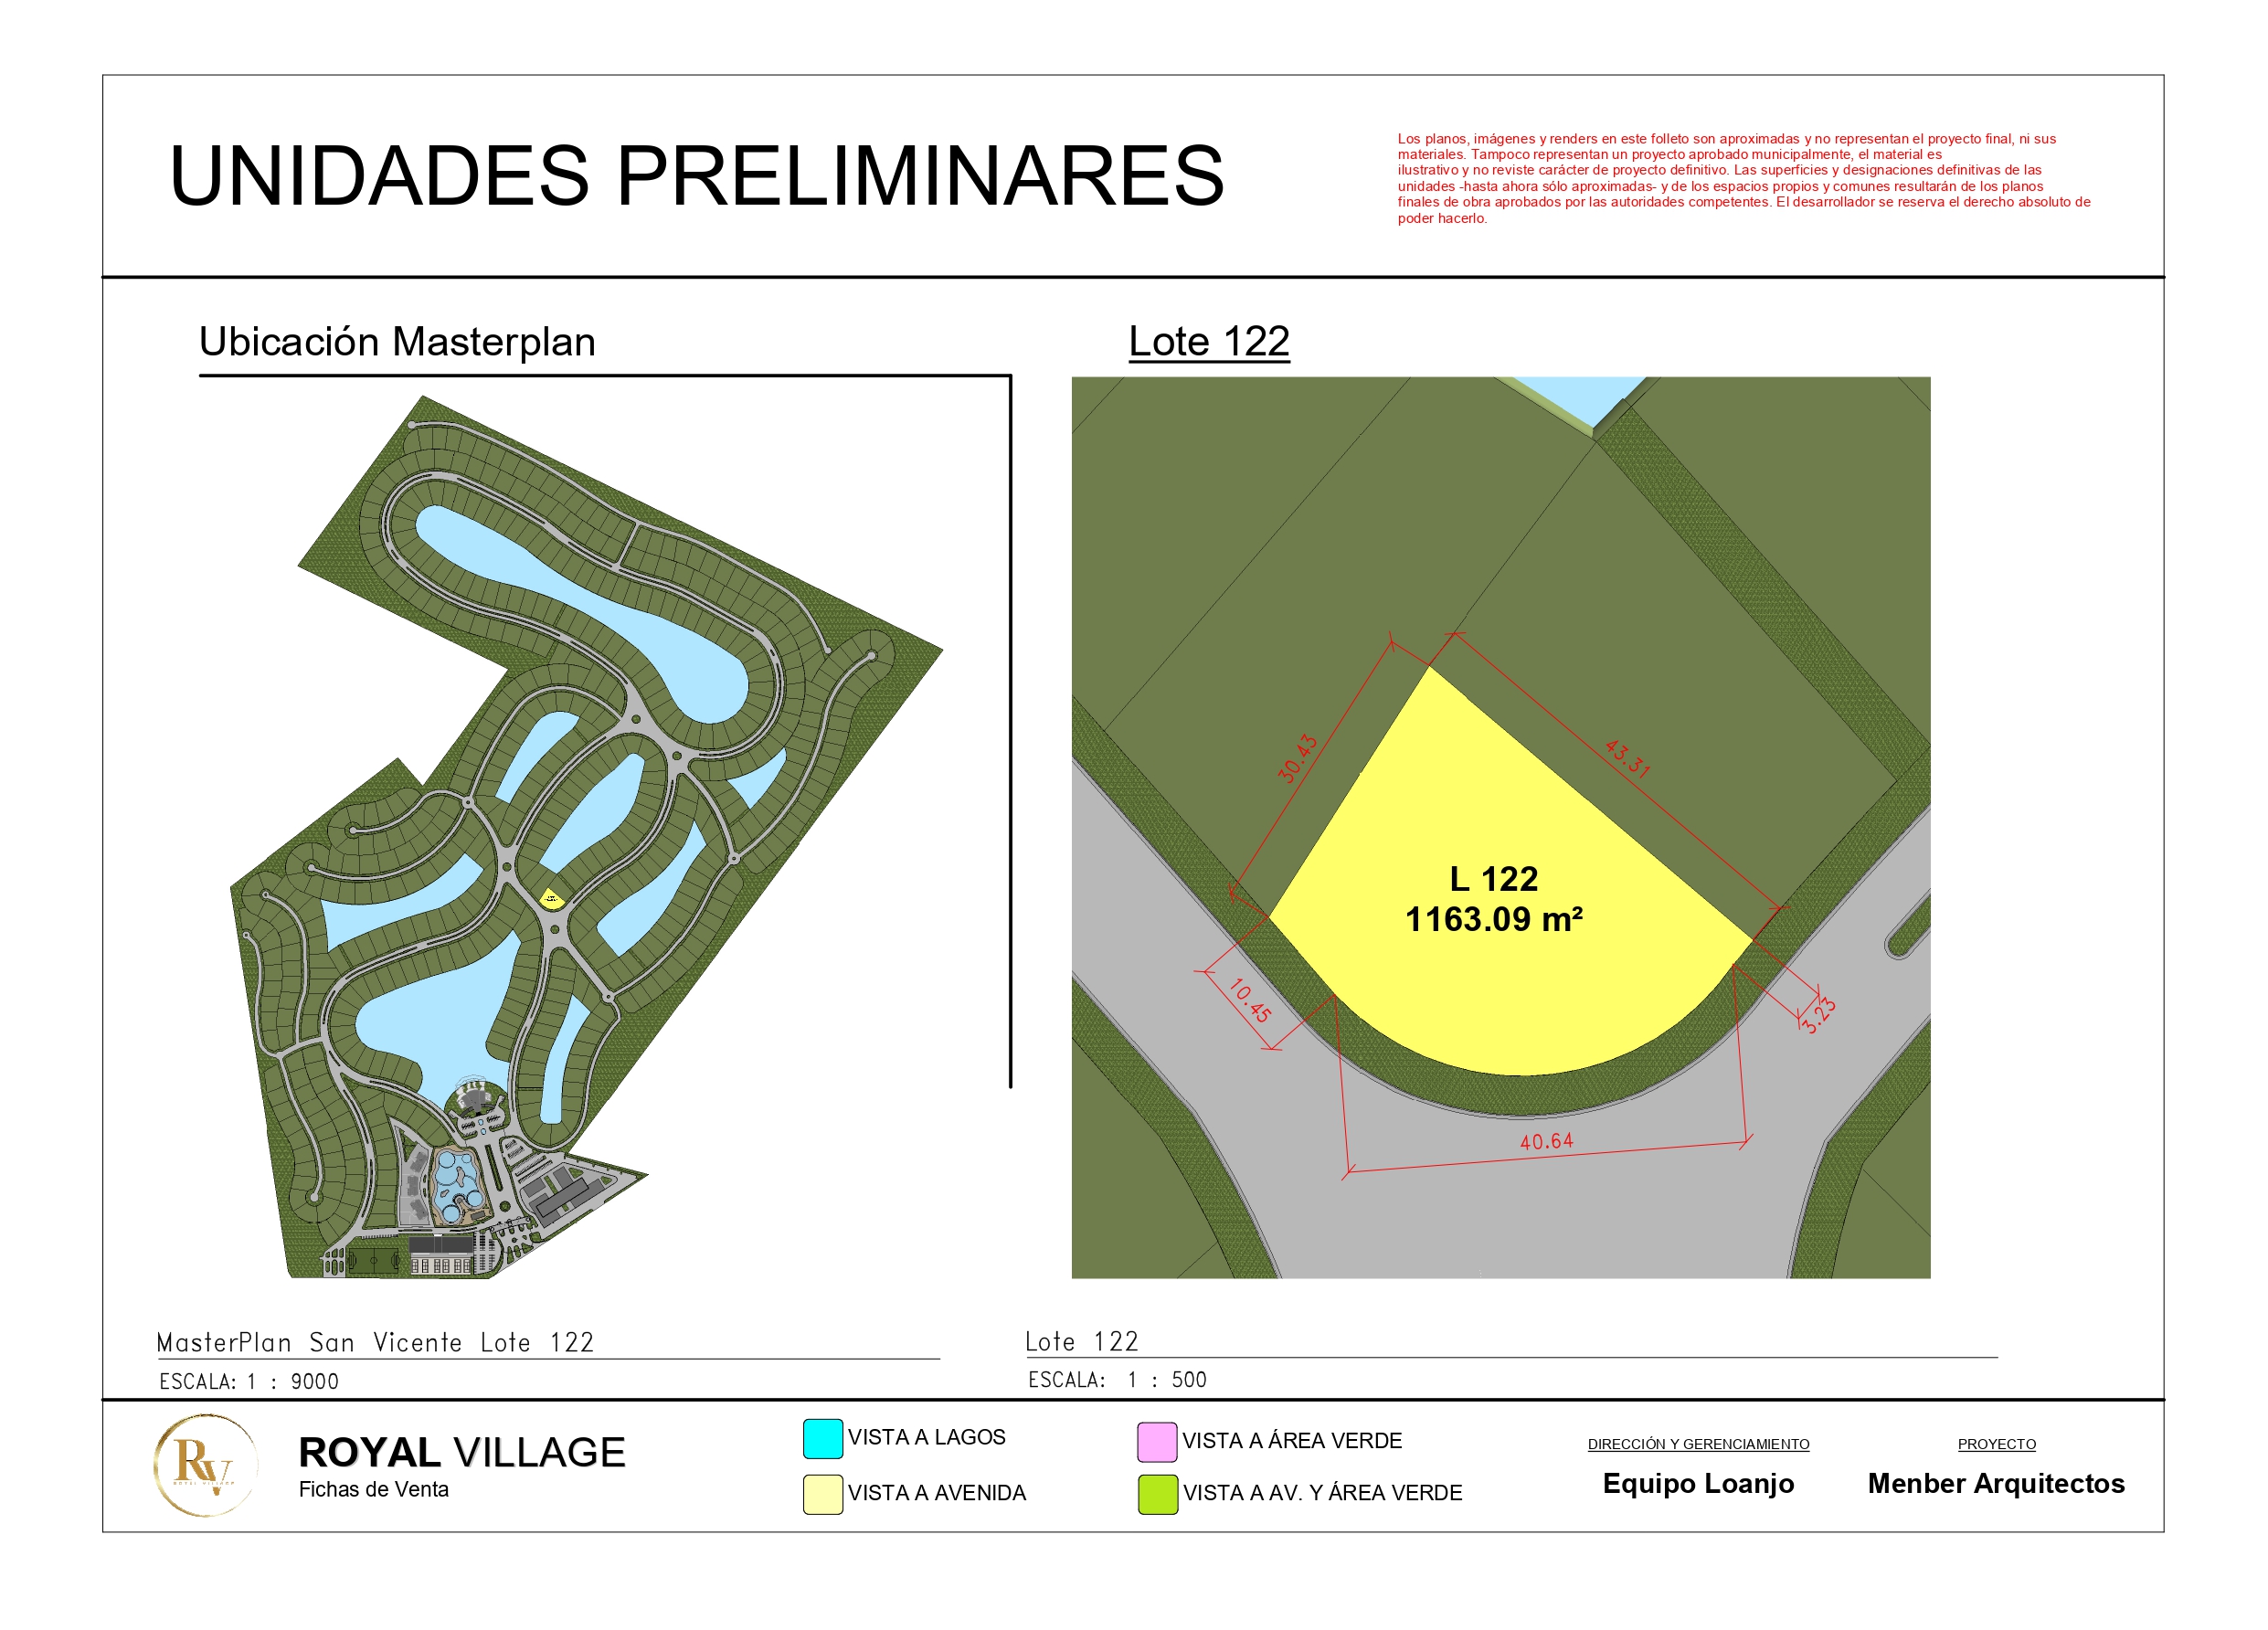 UNIDADES PRELIMINARES
Los planos, imágenes y renders en este folleto son aproximadas y no representan el proyecto final, ni sus
materiales. Tampoco representan un proyecto aprobado municipalmente, el material es
ilustrativo y no reviste carácter de proyecto definitivo. Las superficies y designaciones definitivas de las
unidades -hasta ahora sólo aproximadas- y de los espacios propios y comunes resultarán de los planos
finales de obra aprobados por las autoridades competentes. El desarrollador se reserva el derecho absoluto de
poder hacerlo.
Ubicación Masterplan
Lote 122
30.43
43.31
L 122
1163.09 m²
10.45
3.23
40.64
MasterPlan San Vicente Lote 122
ESCALA: 1 : 9000
Lote 122
ESCALA: 1 : 500
RV
ROYAL VILLAGE
ROYAL VILLAGE
Fichas de Venta
VISTA A LAGOS
VISTA A AVENIDA
VISTA A ÁREA VERDE
VISTA A AV. Y ÁREA VERDE
DIRECCIÓN Y GERENCIAMIENTO
Equipo Loanjo
PROYECTO
Menber Arquitectos